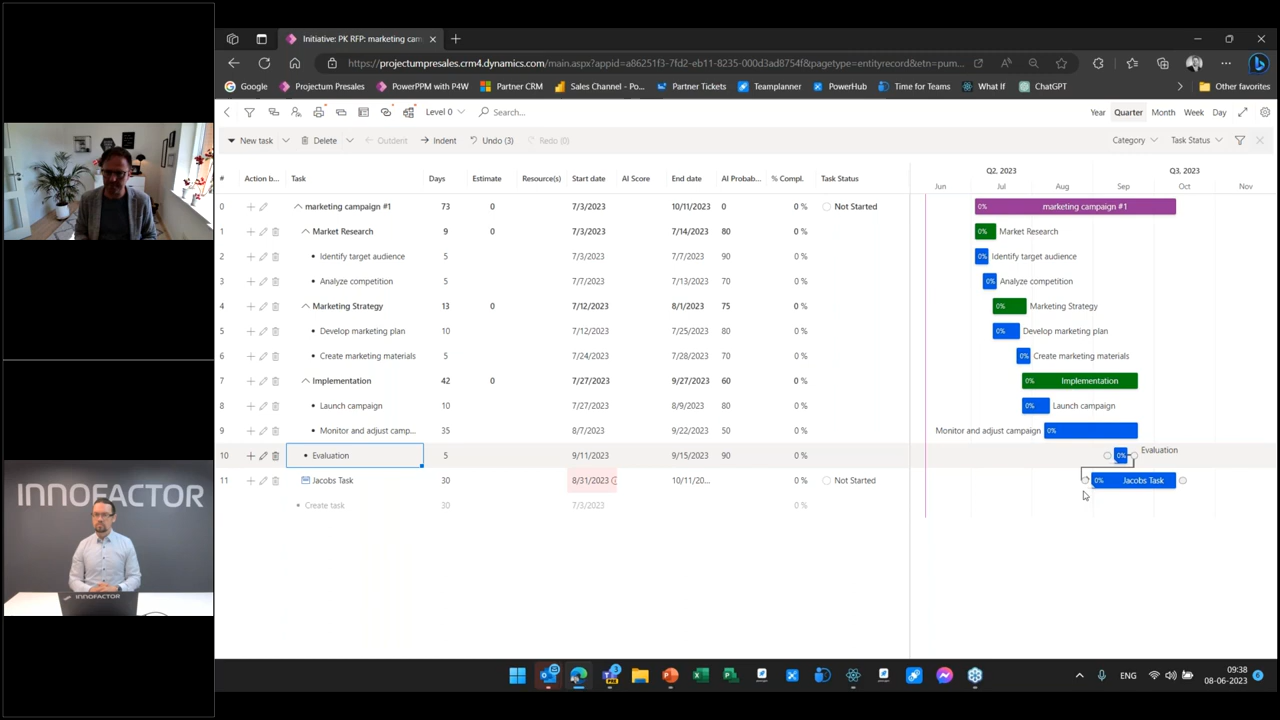 INNOFACTOR
INNOFACTOR
Initiative: PK RFP: marketing cam
https://projectumpresales.crm4.dynamics.com/main.aspx?appid=a86251f3-7fd2-eb11-8235-000d3ad8754f&pagetype=entityrecord&etn=pum...
Google Projectum Presales PowerPPM with P4W Partner CRM Sales Channel - Po... Partner Tickets Teamplanner PowerHub Time for Teams What If ChatGPT Other favorites
Level 0 Search... Year Quarter Month Week Day
New task Delete Outdent Indent Undo (3) Redo (0) Category Task Status
# Action b... Task Days Estimate Resource(s) Start date AI Score End date AI Probab... % Compl. Task Status
Q2, 2023 Q3, 2023
Jun Jul Aug Sep Oct Nov
0 marketing campaign #1 73 0 7/3/2023 10/11/2023 0 0 % Not Started 0% marketing campaign #1
1 Market Research 9 0 7/3/2023 7/14/2023 80 0 % 0% Market Research
2 Identify target audience 5 7/3/2023 7/7/2023 90 0 % 0% Identify target audience
3 Analyze competition 5 7/7/2023 7/13/2023 70 0 % 0% Analyze competition
4 Marketing Strategy 13 0 7/12/2023 8/1/2023 75 0 % 0% Marketing Strategy
5 Develop marketing plan 10 7/12/2023 7/25/2023 80 0 % 0% Develop marketing plan
6 Create marketing materials 5 7/24/2023 7/28/2023 70 0 % 0% Create marketing materials
7 Implementation 42 0 7/27/2023 9/27/2023 60 0 % 0% Implementation
8 Launch campaign 10 7/27/2023 8/9/2023 80 0 % 0% Launch campaign
9 Monitor and adjust camp... 35 8/7/2023 9/22/2023 50 0 % Monitor and adjust campaign 0%
10 Evaluation 5 9/11/2023 9/15/2023 90 0 % 0% Evaluation
11 Jacobs Task 30 8/31/2023 10/11/20... 0 % Not Started 0% Jacobs Task
Create task 30 7/3/2023
ENG 09:38
08-06-2023